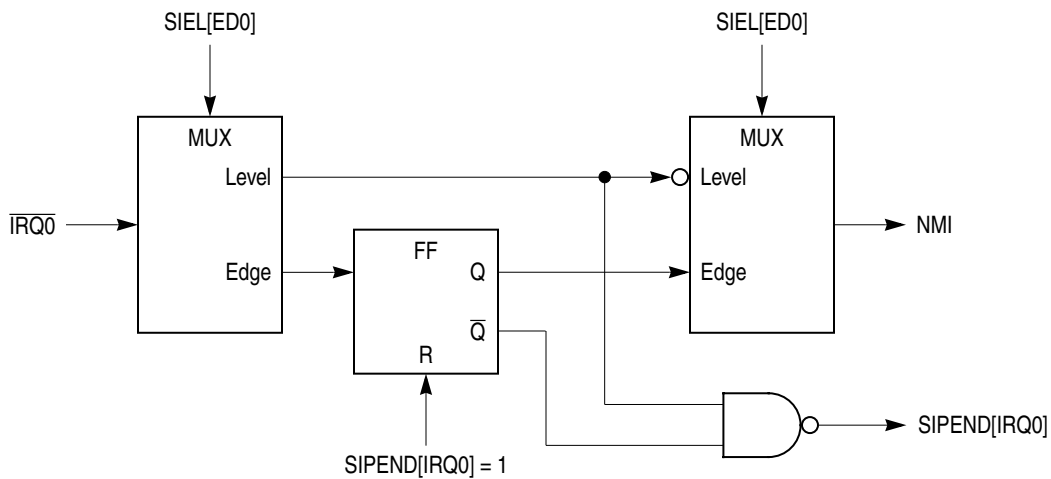 SIEL[ED0]
SIEL[ED0]
MUX
MUX
Level
Level
IRQ0
NMI
FF
Edge
Q
Edge
Q
R
SIPEND[IRQ0]
SIPEND[IRQ0] = 1